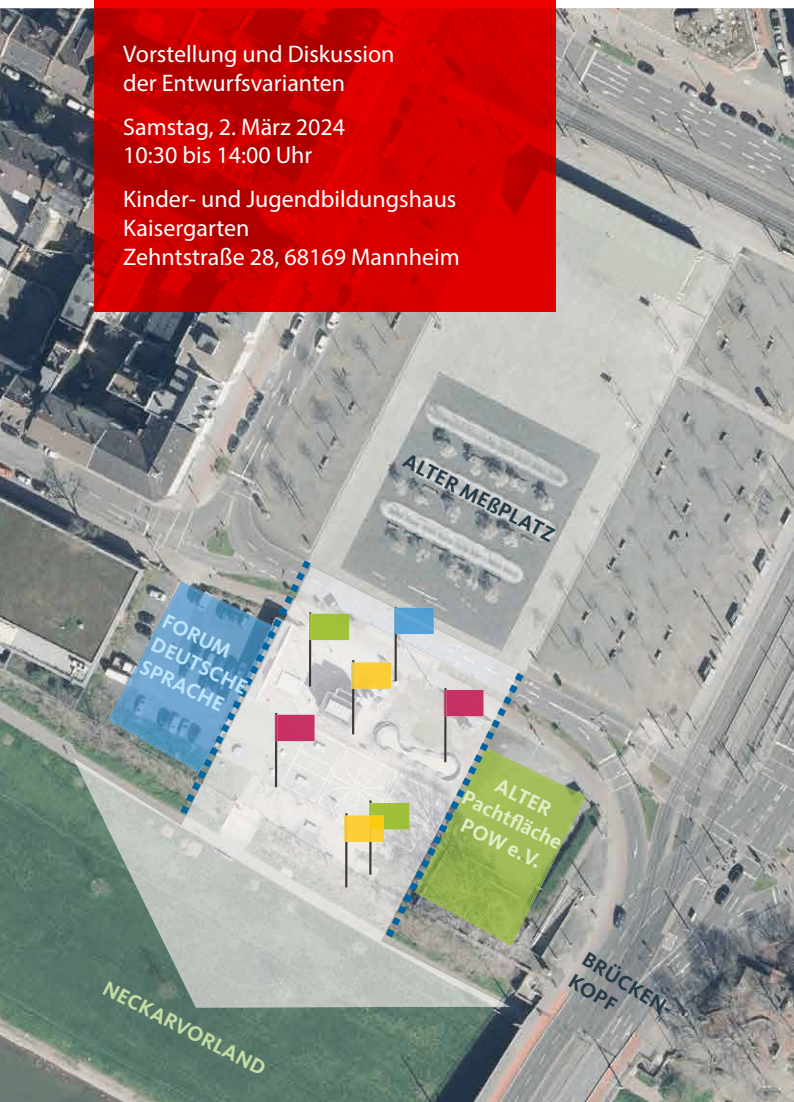 Vorstellung und Diskussion
der Entwurfsvarianten
Samstag, 2. März 2024
10:30 bis 14:00 Uhr
Kinder- und Jugendbildungshaus
Kaisergarten
Zehntstraße 28, 68169 Mannheim
ALTER MEßPLATZ
FORUM
DEUTSCHE
SPRACHE
ALTER
Pachtfläche
POW e.V.
BRÜCKEN-
KOPF
NECKARVORLAND